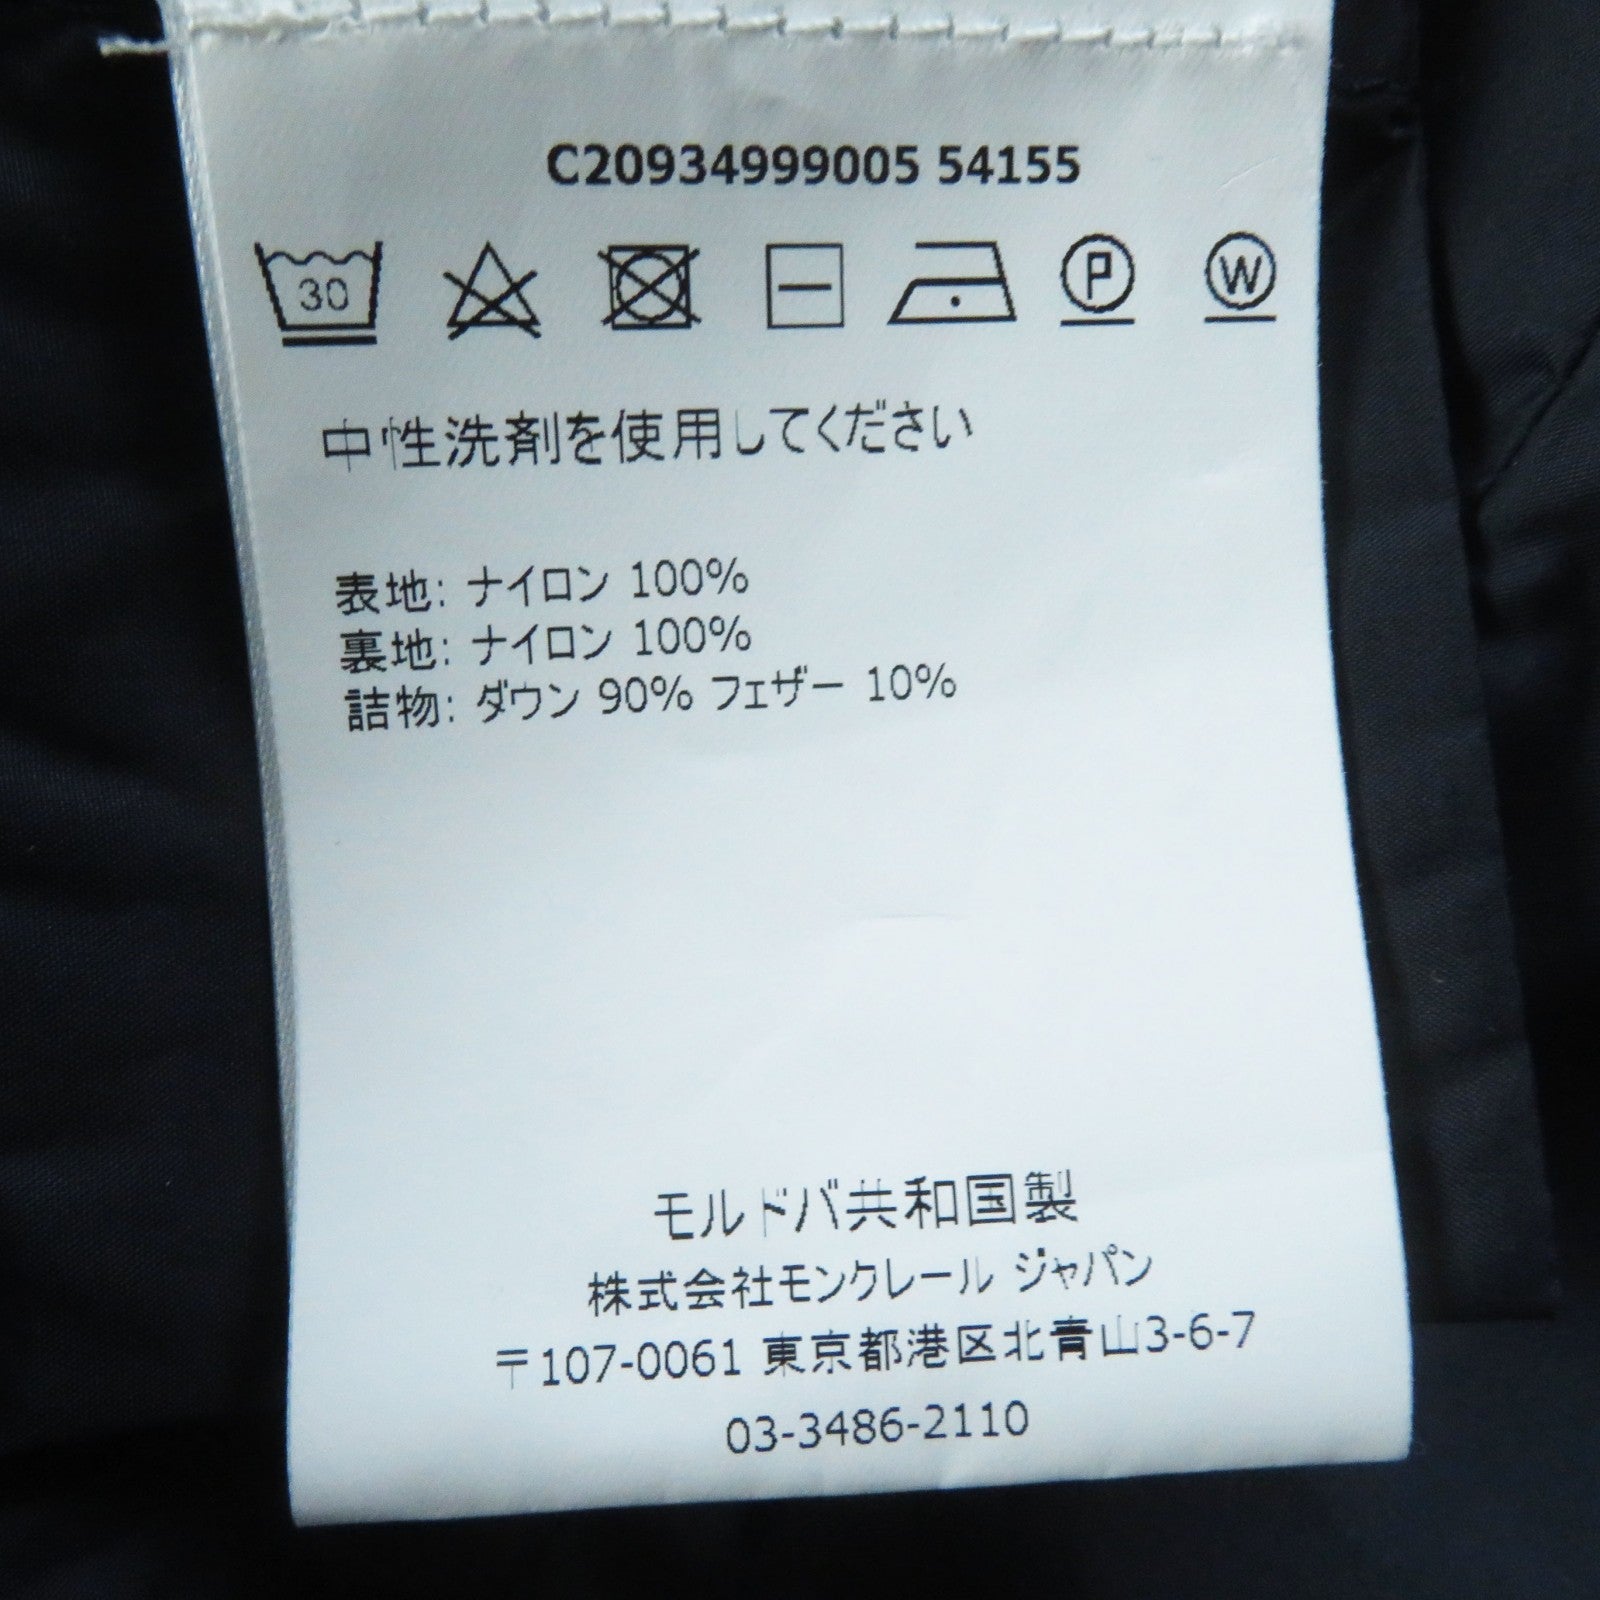 C20934999005 54155
30 P W
中性洗剤を使用してください
表地: ナイロン 100%
裏地: ナイロン 100%
詰物: ダウン 90% フェザー 10%
モルドバ共和国製
株式会社モンクレール ジャパン
〒107-0061 東京都港区北青山3-6-7
03-3486-2110